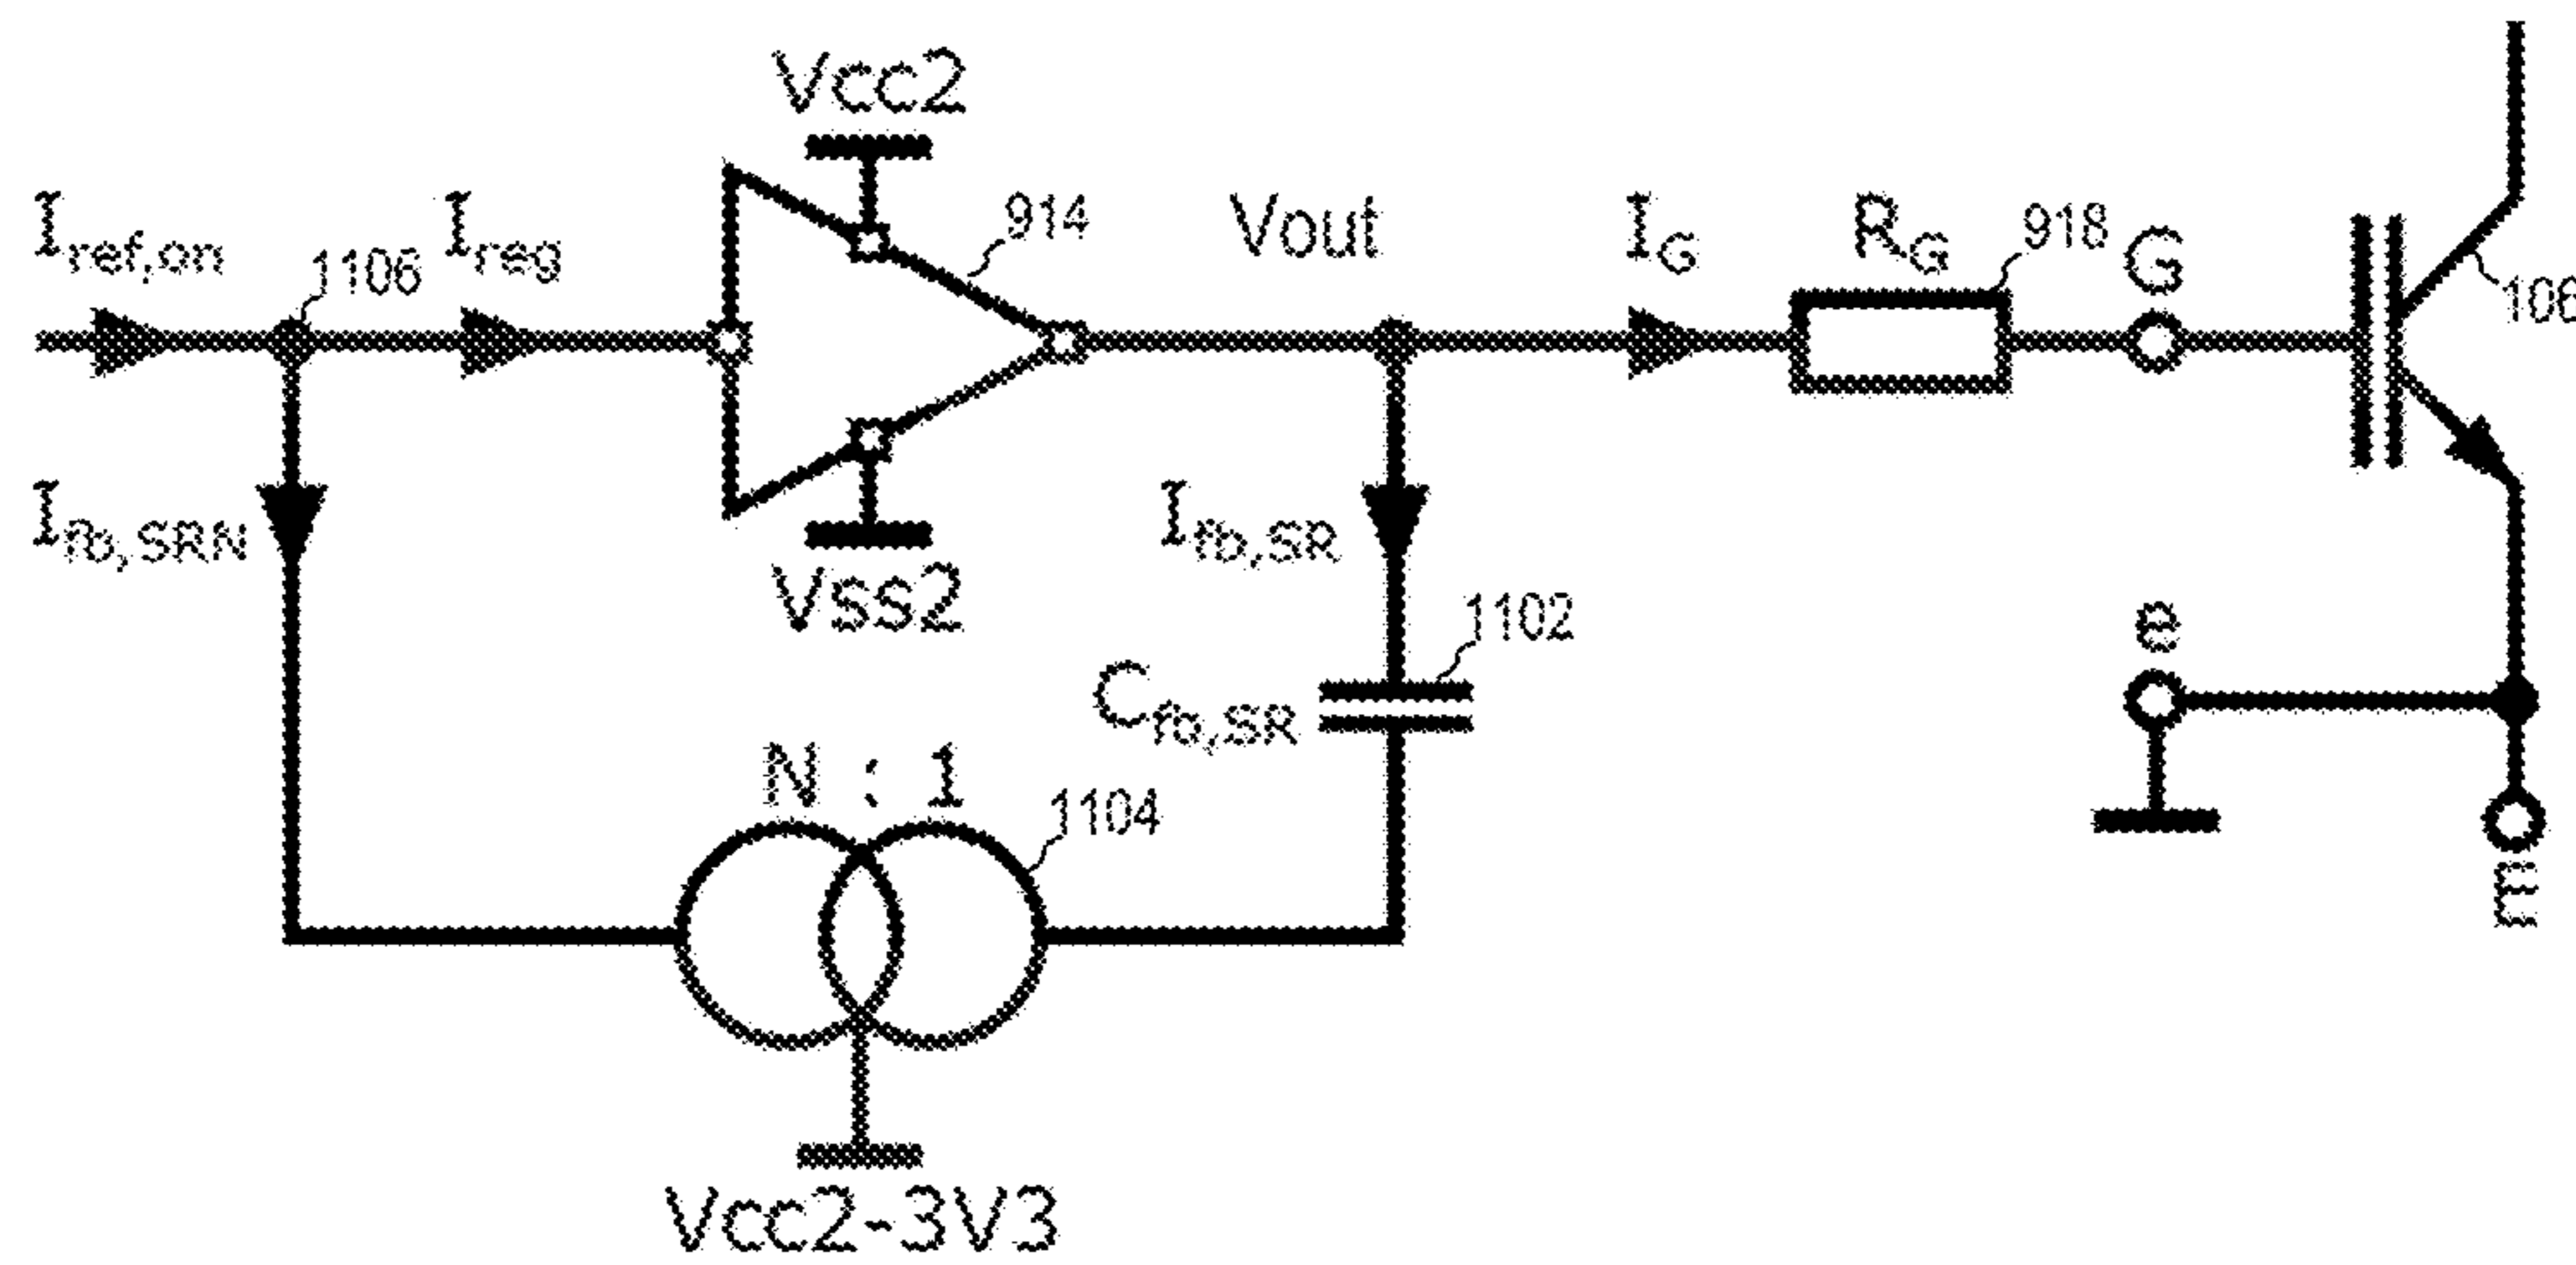 Vcc2
I_ref,on
1106
I_reg
914
Vout
I_G
R_G
918
G
106
I_fb,SRN
Vss2
I_fb,SR
1102
C_fb,SR
e
N : 1
1104
E
Vcc2-3V3